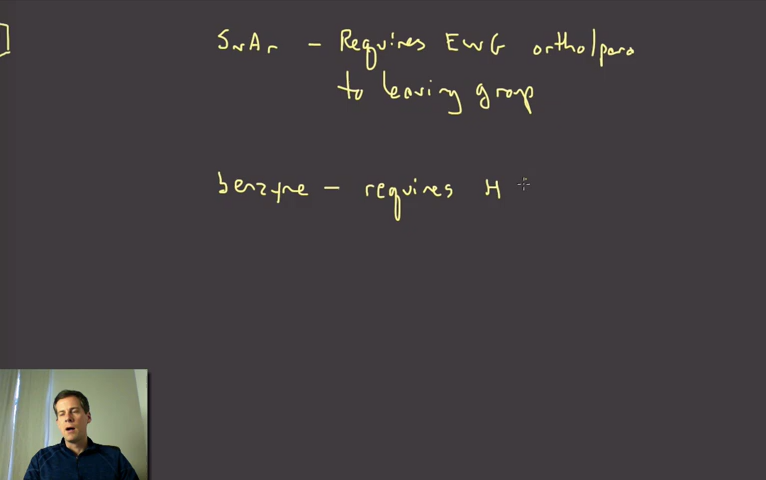 SNAr – Requires EWG ortho/para
to leaving group
benzyne – requires H